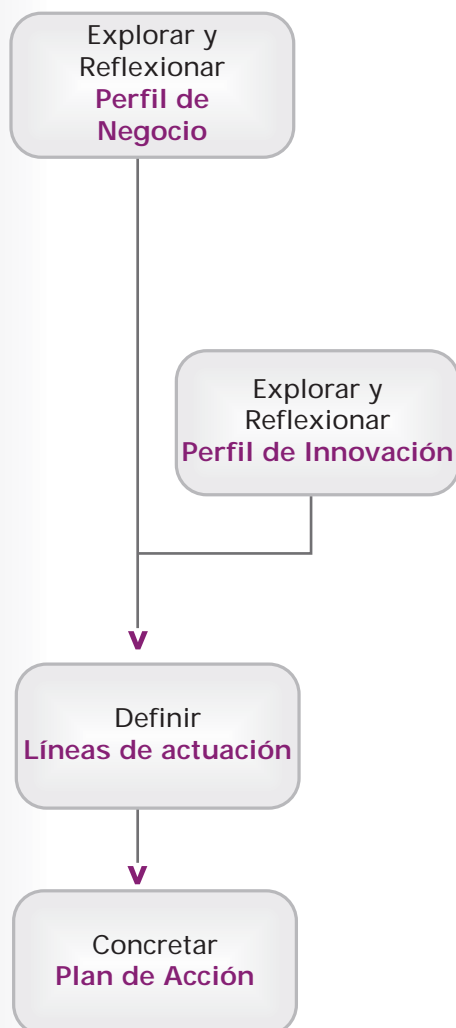 Explorar y
Reflexionar
Perfil de
Negocio
Explorar y
Reflexionar
Perfil de Innovación
Definir
Líneas de actuación
Concretar
Plan de Acción